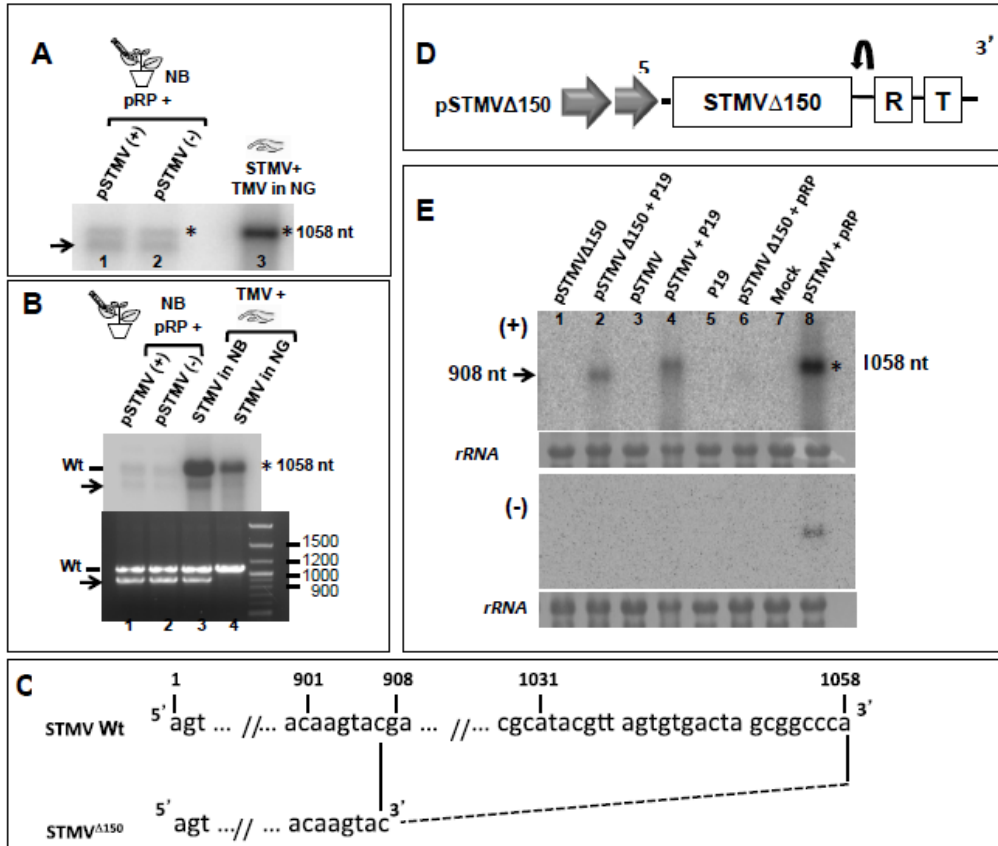 A
NB
pRP +
pSTMV (+)
pSTMV (-)
STMV+
TMV in NG
* * 1058 nt
1 2 3
B
NB
pRP +
TMV +
pSTMV (+)
pSTMV (-)
STMV in NB
STMV in NG
Wt
* 1058 nt
Wt
1500
1200
1000
900
1 2 3 4
D
5
3'
pSTMVΔ150
STMVΔ150
R
T
E
pSTMVΔ150
pSTMV Δ150 + P19
pSTMV
pSTMV + P19
P19
pSTMV Δ150 + pRP
Mock
pSTMV + pRP
(+)
1 2 3 4 5 6 7 8
908 nt
* 1058 nt
rRNA
(-)
rRNA
C
1 901 908 1031 1058
STMV Wt 5' agt ... //... acaagtacga ... //... cgcatacgtt agtgtgacta gcggccca 3'
STMVΔ150 5' agt ...// ... acaagtac 3'